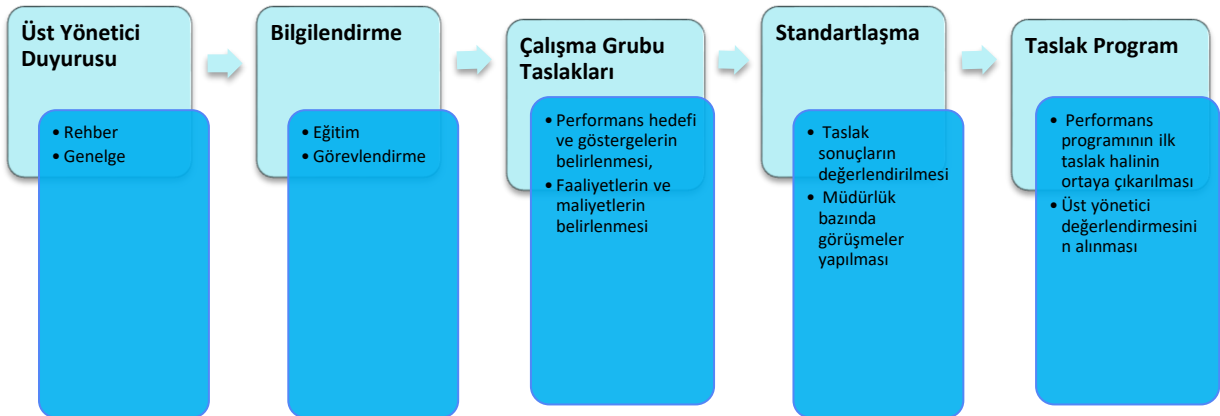 Üst Yönetici
Duyurusu
• Rehber
• Genelge
Bilgilendirme
• Eğitim
• Görevlendirme
Çalışma Grubu
Taslakları
• Performans hedefi
ve göstergelerin
belirlenmesi,
• Faaliyetlerin ve
maliyetlerin
belirlenmesi
Standartlaşma
• Taslak
sonuçların
değerlendirilmesi
• Müdürlük
bazında
görüşmeler
yapılması
Taslak Program
• Performans
programının ilk
taslak halinin
ortaya çıkarılması
• Üst yönetici
değerlendirmesini
n alınması